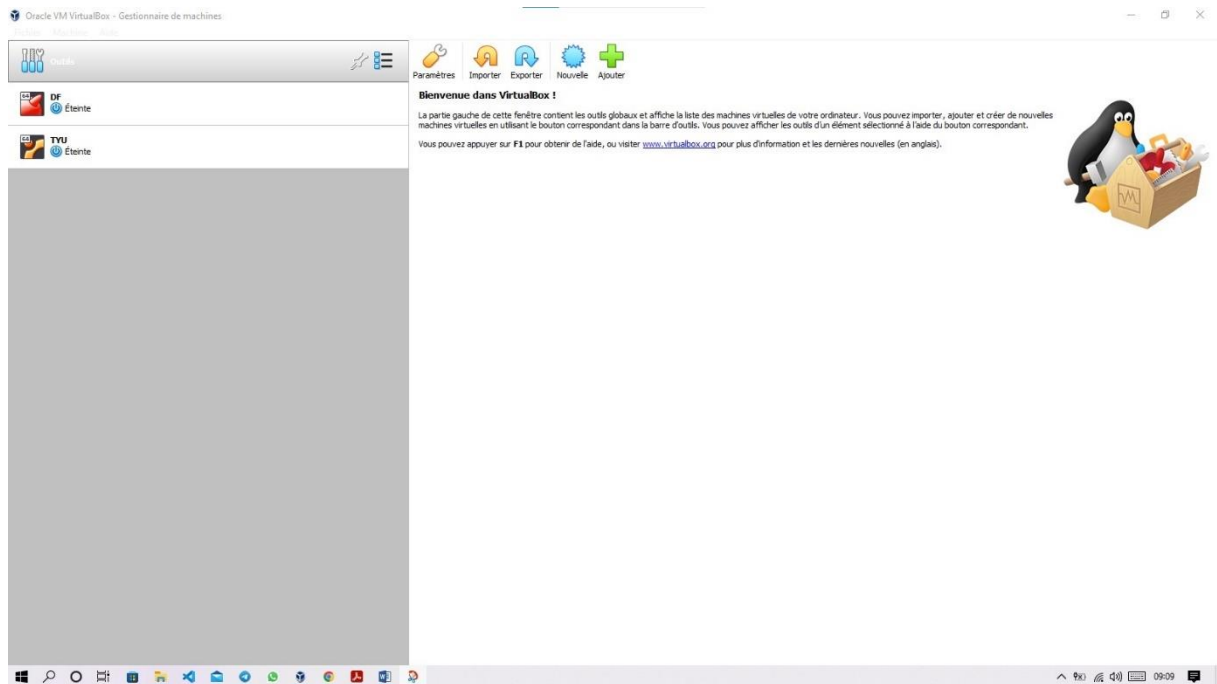 Oracle VM VirtualBox - Gestionnaire de machines
Fichier Machine Aide
Outils
DF
Éteinte
TYU
Éteinte
Paramètres Importer Exporter Nouvelle Ajouter
Bienvenue dans VirtualBox !
La partie gauche de cette fenêtre contient les outils globaux et affiche la liste des machines virtuelles de votre ordinateur. Vous pouvez importer, ajouter et créer de nouvelles
machines virtuelles en utilisant le bouton correspondant dans la barre d'outils. Vous pouvez afficher les outils d'un élément sélectionné à l'aide du bouton correspondant.
Vous pouvez appuyer sur F1 pour obtenir de l'aide, ou visiter www.virtualbox.org pour plus d'information et les dernières nouvelles (en anglais).
09:09